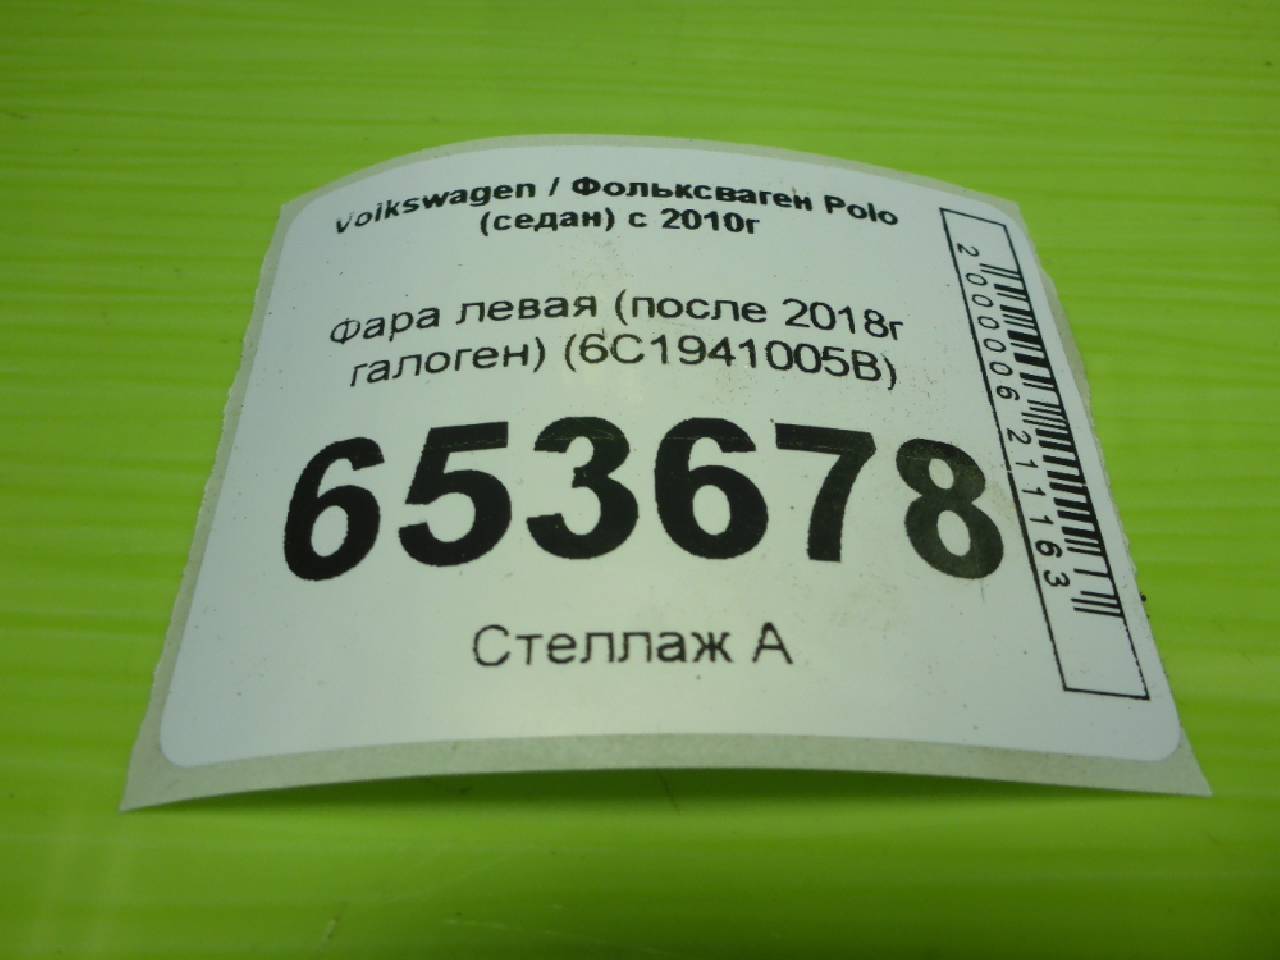 Volkswagen / Фольксваген Polo
(седан) с 2010г
Фара левая (после 2018г
галоген) (6C1941005B)
653678
Стеллаж А
2000006211163